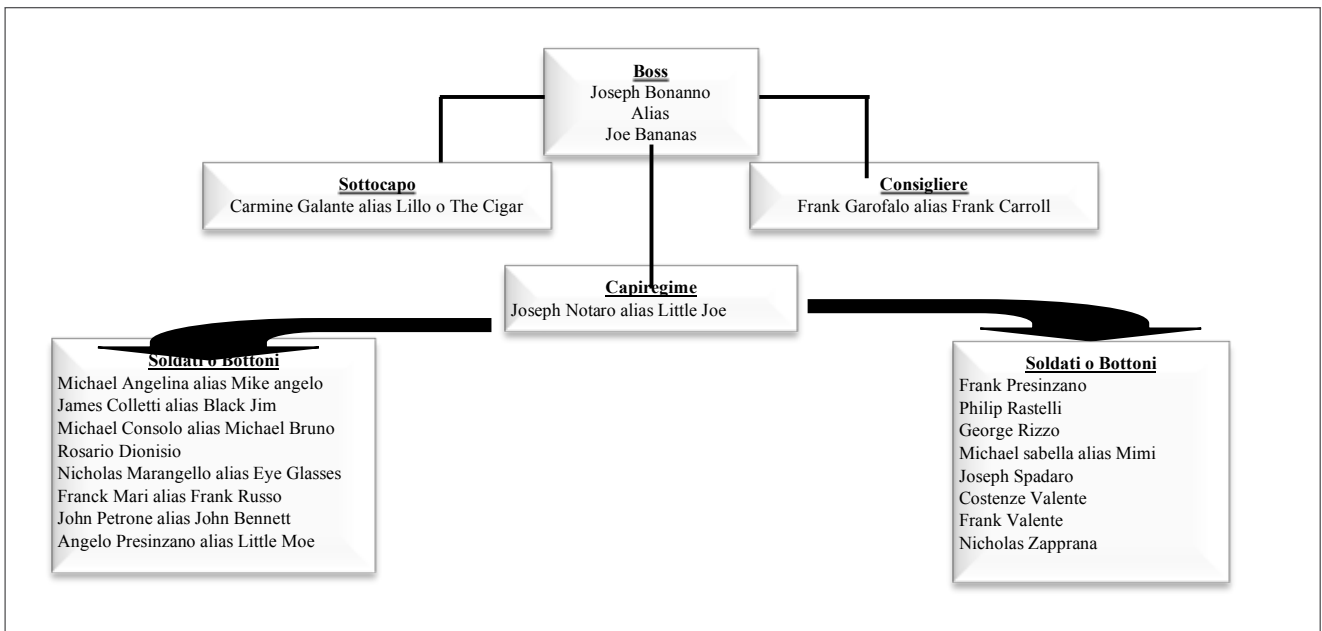 Boss
Joseph Bonanno
Alias
Joe Bananas
Sottocapo
Carmine Galante alias Lillo o The Cigar
Consigliere
Frank Garofalo alias Frank Carroll
Capiregime
Joseph Notaro alias Little Joe
Soldati o Bottoni
Michael Angelina alias Mike angelo
James Colletti alias Black Jim
Michael Consolo alias Michael Bruno
Rosario Dionisio
Nicholas Marangello alias Eye Glasses
Franck Mari alias Frank Russo
John Petrone alias John Bennett
Angelo Presinzano alias Little Moe
Soldati o Bottoni
Frank Presinzano
Philip Rastelli
George Rizzo
Michael sabella alias Mimi
Joseph Spadaro
Costenze Valente
Frank Valente
Nicholas Zapprana